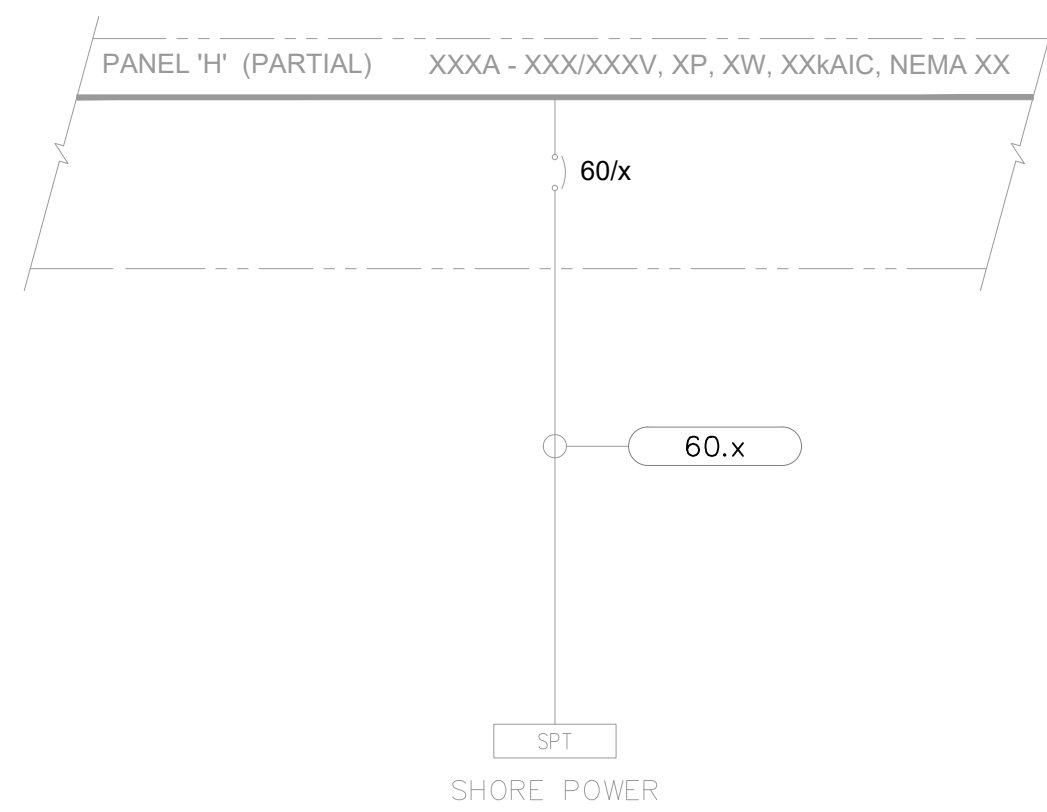 PANEL 'H' (PARTIAL) XXXA - XXX/XXXV, XP, XW, XXkAIC, NEMA XX
60/x
60.x
SPT
SHORE POWER